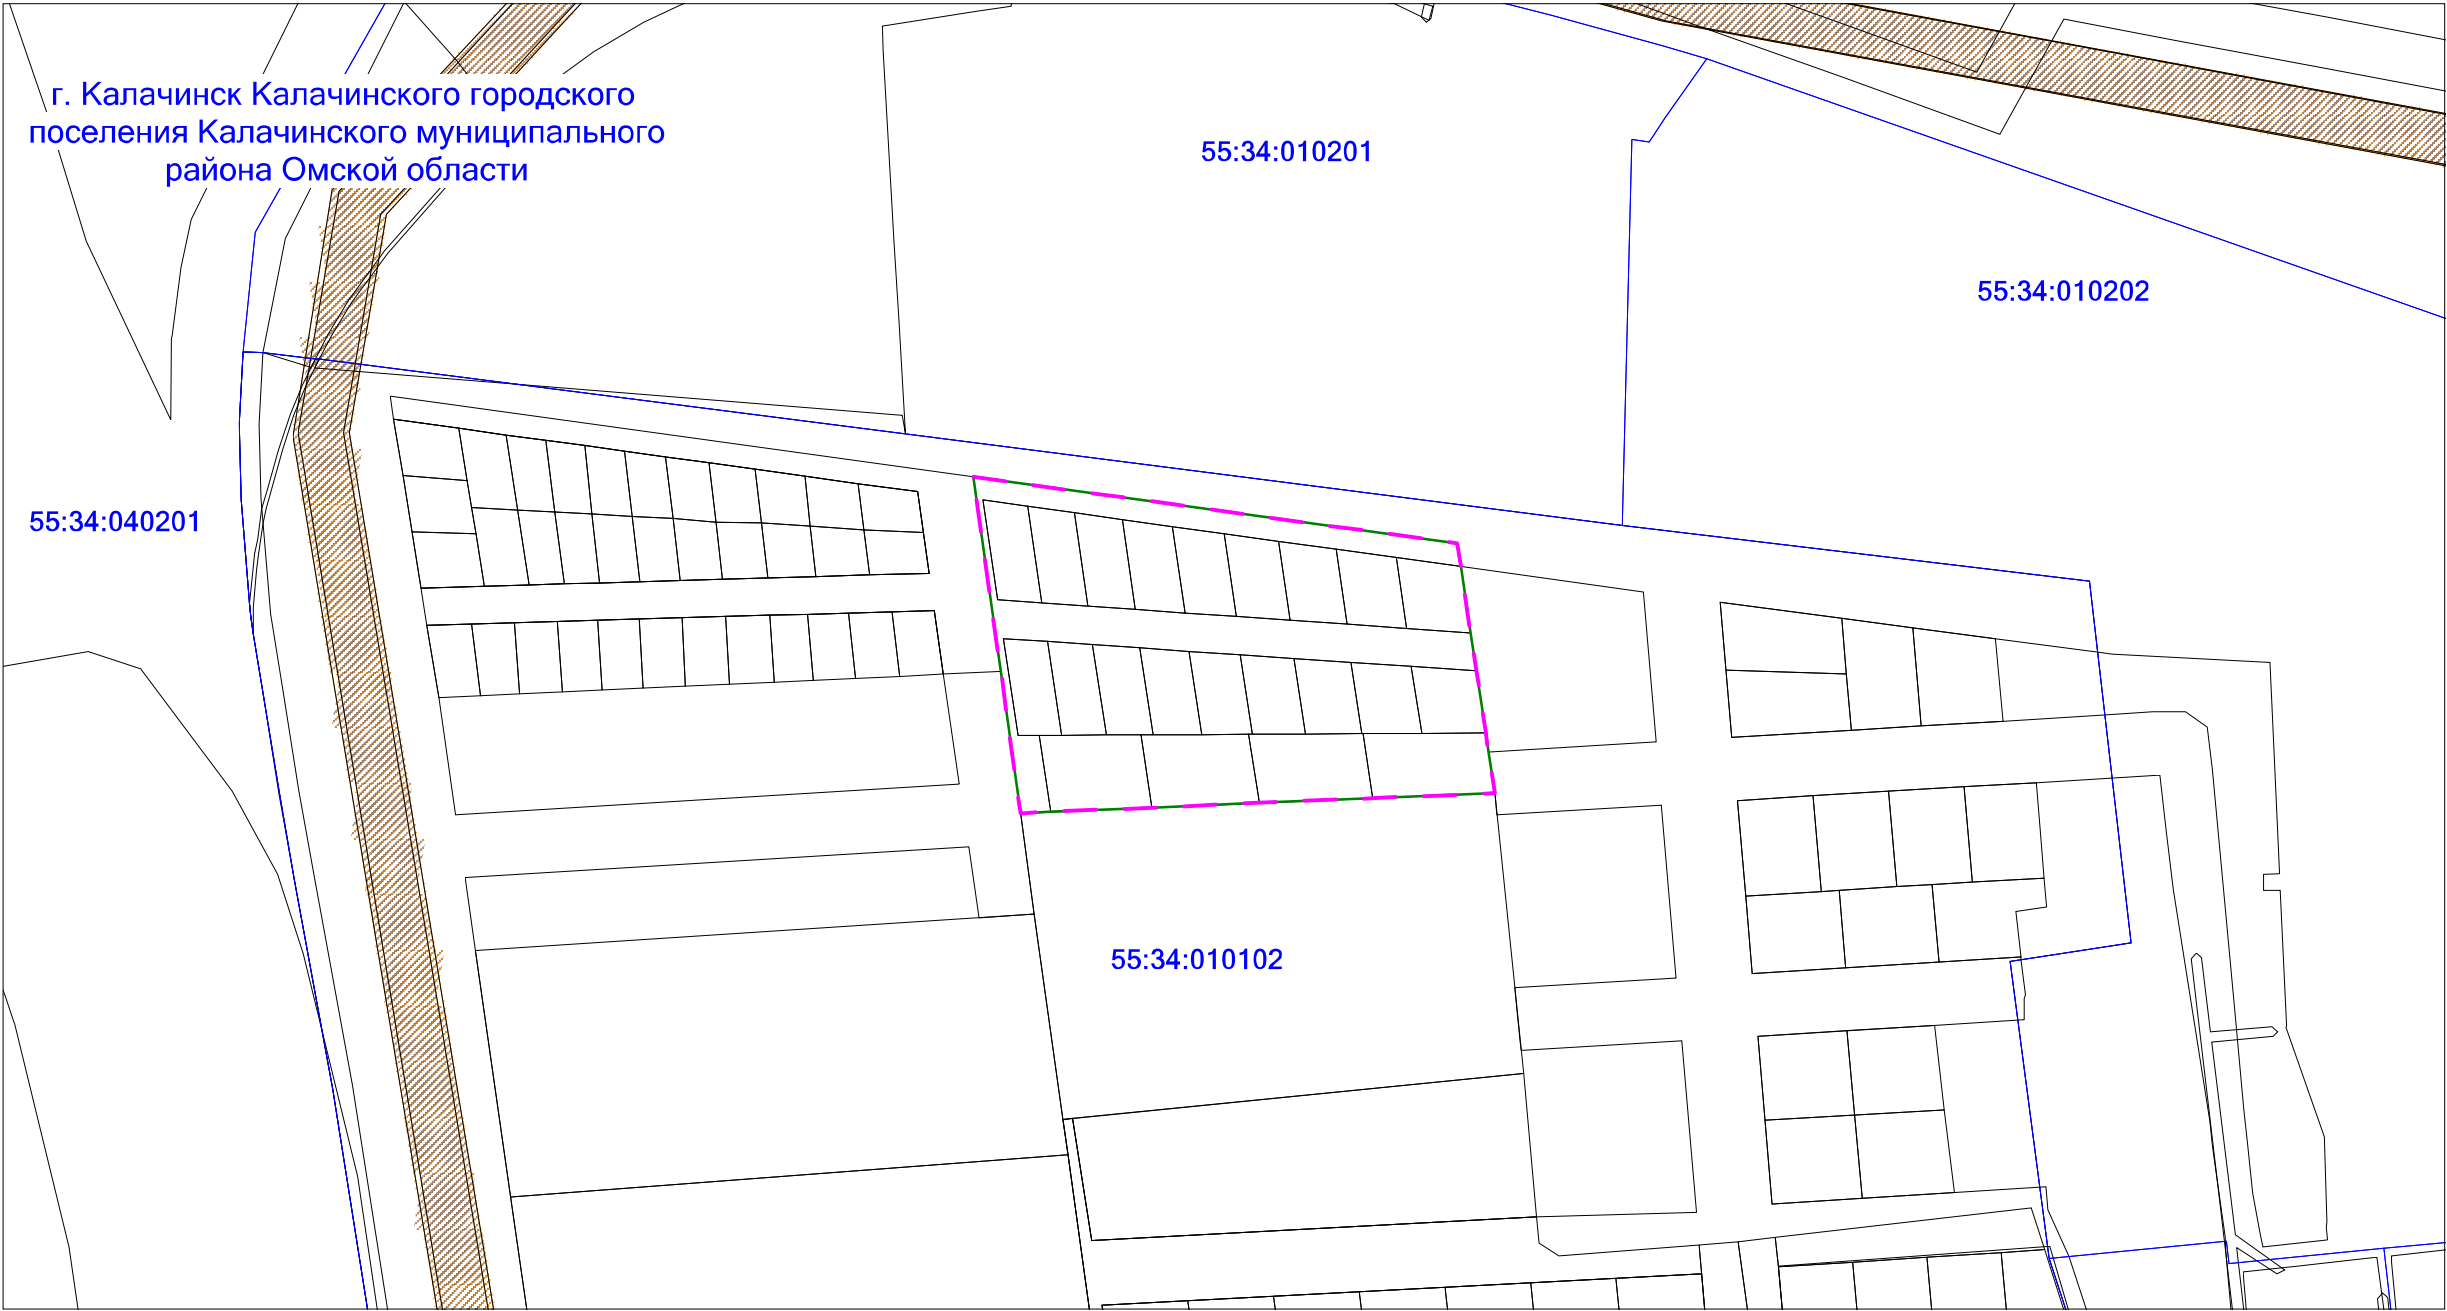 г. Калачинск Калачинского городского
поселения Калачинского муниципального
района Омской области
55:34:010201
55:34:010202
55:34:040201
55:34:010102